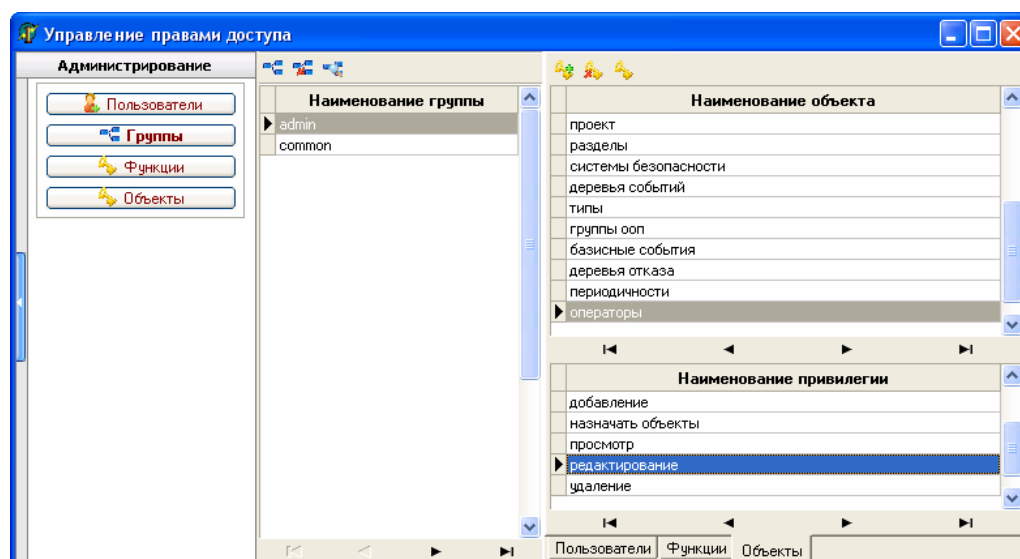 Управление правами доступа
Администрирование
Пользователи
Группы
Функции
Объекты
Наименование группы
admin
common
Наименование объекта
проект
разделы
системы безопасности
деревья событий
типы
группы ооп
базисные события
деревья отказа
периодичности
операторы
Наименование привилегии
добавление
назначать объекты
просмотр
редактирование
удаление
Пользователи Функции Объекты